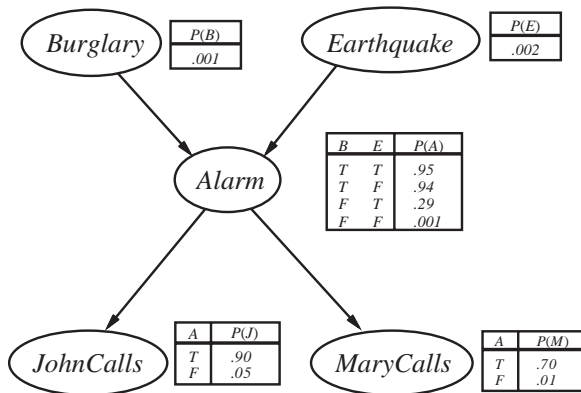 Burglary
P(B)
.001
Earthquake
P(E)
.002
Alarm
B E P(A)
T T .95
T F .94
F T .29
F F .001
JohnCalls
A P(J)
T .90
F .05
MaryCalls
A P(M)
T .70
F .01